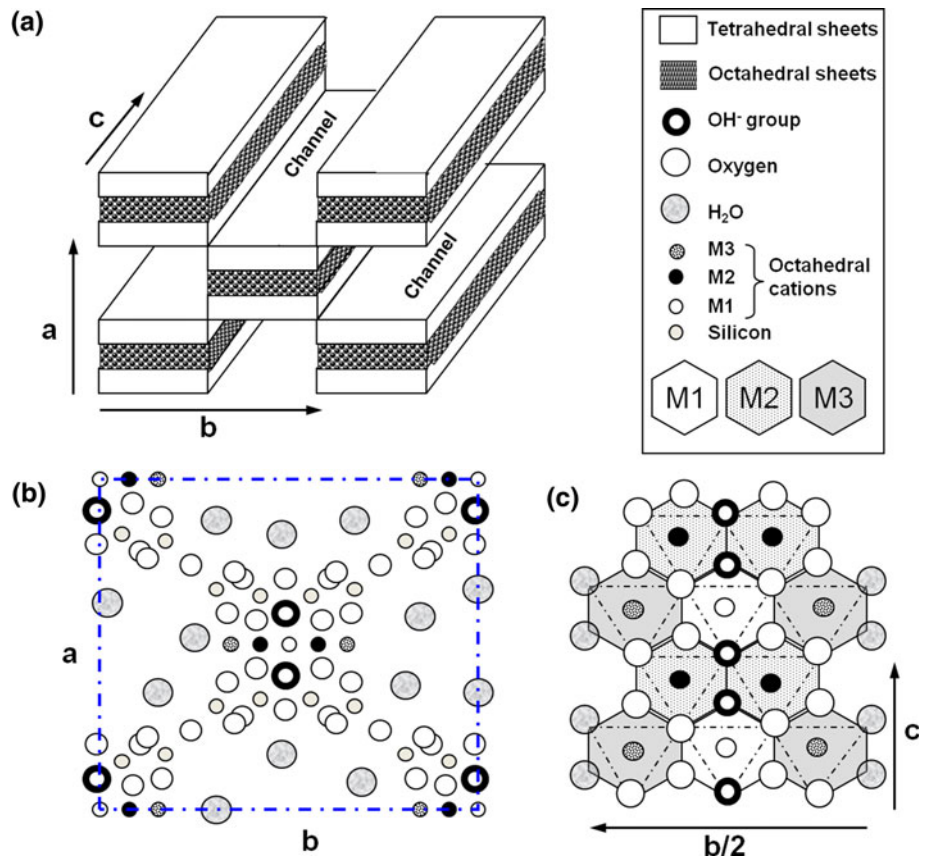 (a)
c
Channel
Channel
a
b
Tetrahedral sheets
Octahedral sheets
OH⁻ group
Oxygen
H₂O
M3
M2
M1
Octahedral
cations
Silicon
M1 M2 M3
(b)
a
b
(c)
c
b/2